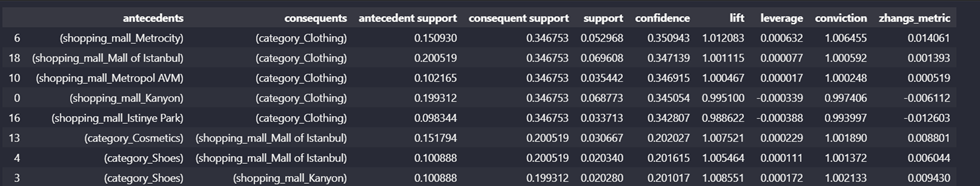 antecedents consequents antecedent support consequent support support confidence lift leverage conviction zhangs_metric
6 (shopping_mall_Metrocity) (category_Clothing) 0.150930 0.346753 0.052968 0.350943 1.012083 0.000632 1.006455 0.014061
18 (shopping_mall_Mall of Istanbul) (category_Clothing) 0.200519 0.346753 0.069608 0.347139 1.001115 0.000077 1.000592 0.001393
10 (shopping_mall_Metropol AVM) (category_Clothing) 0.102165 0.346753 0.035442 0.346915 1.000467 0.000017 1.000248 0.000519
0 (shopping_mall_Kanyon) (category_Clothing) 0.199312 0.346753 0.068773 0.345054 0.995100 -0.000339 0.997406 -0.006112
16 (shopping_mall_Istinye Park) (category_Clothing) 0.098344 0.346753 0.033713 0.342807 0.988622 -0.000388 0.993997 -0.012603
13 (category_Cosmetics) (shopping_mall_Mall of Istanbul) 0.151794 0.200519 0.030667 0.202027 1.007521 0.000229 1.001890 0.008801
4 (category_Shoes) (shopping_mall_Mall of Istanbul) 0.100888 0.200519 0.020340 0.201615 1.005464 0.000111 1.001372 0.006044
3 (category_Shoes) (shopping_mall_Kanyon) 0.100888 0.199312 0.020280 0.201017 1.008551 0.000172 1.002133 0.009430